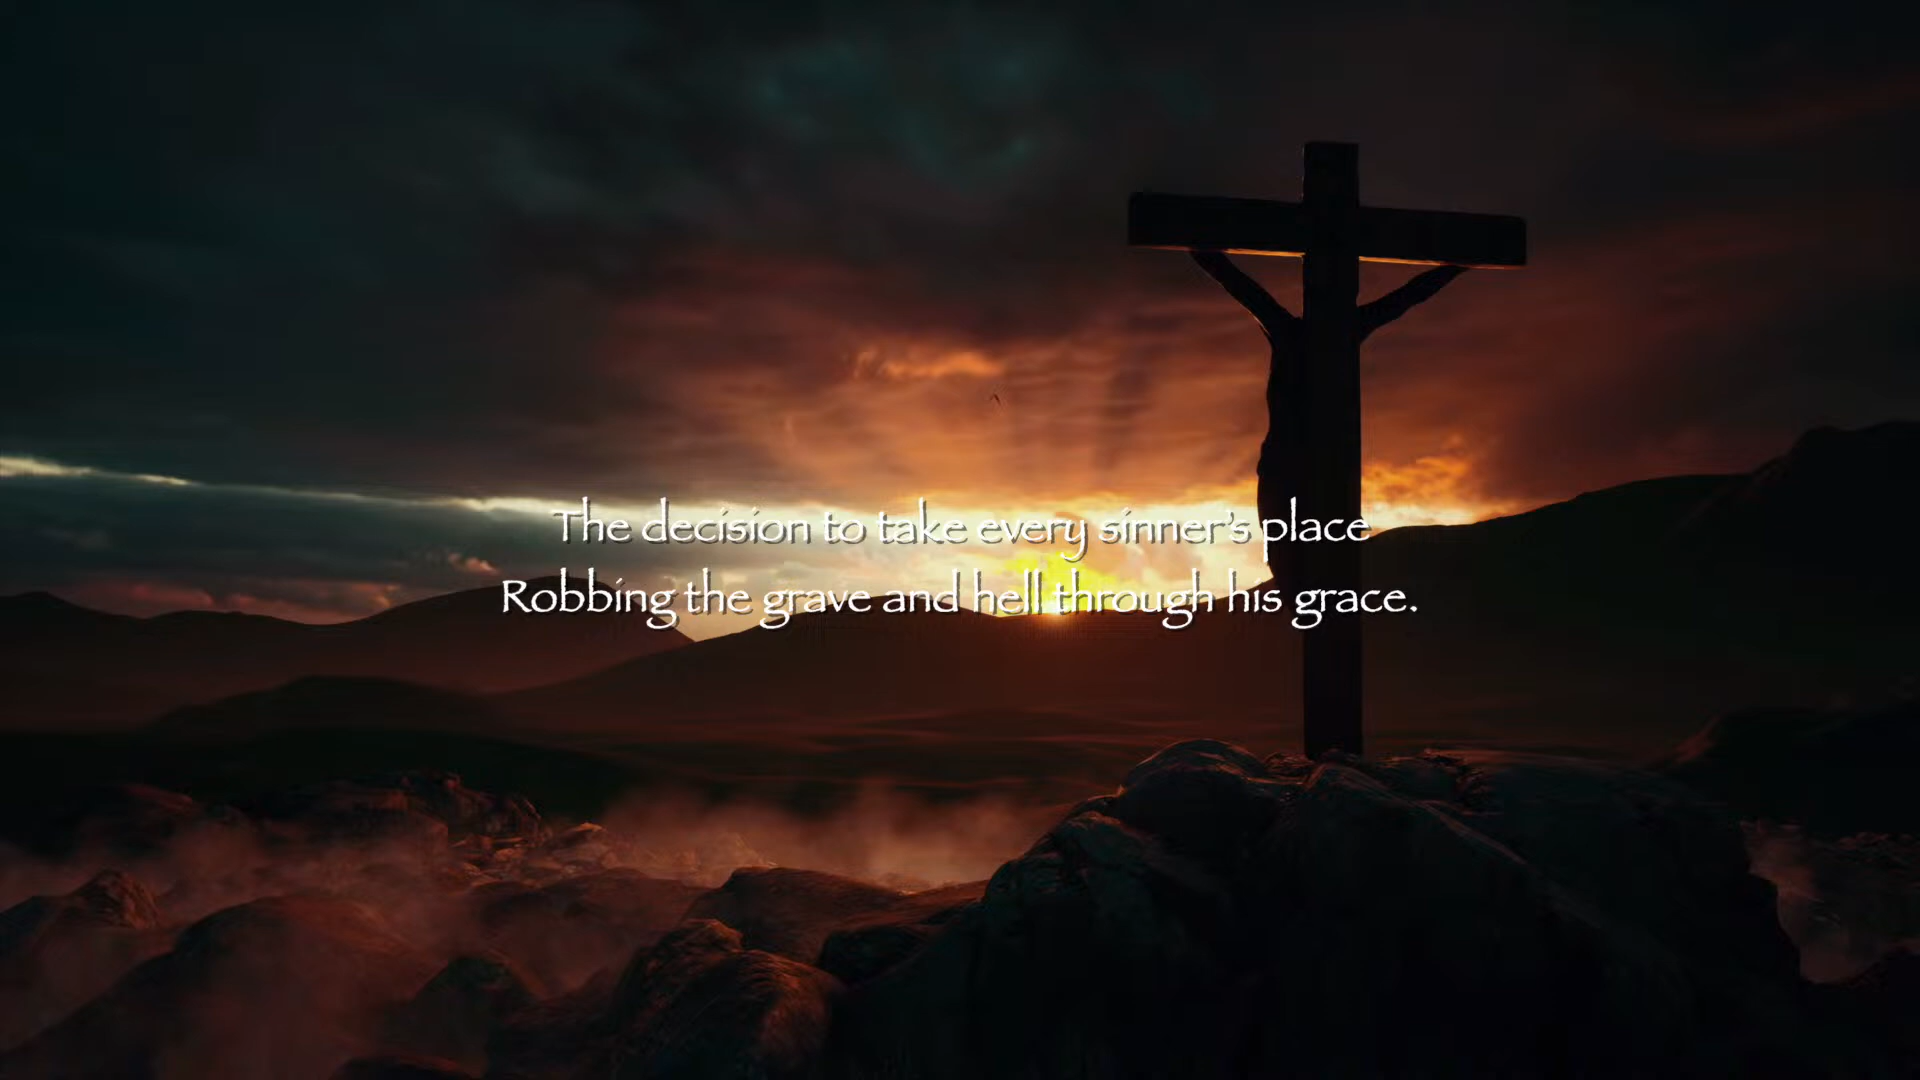 The decision to take every sinner's place
Robbing the grave and hell through his grace.